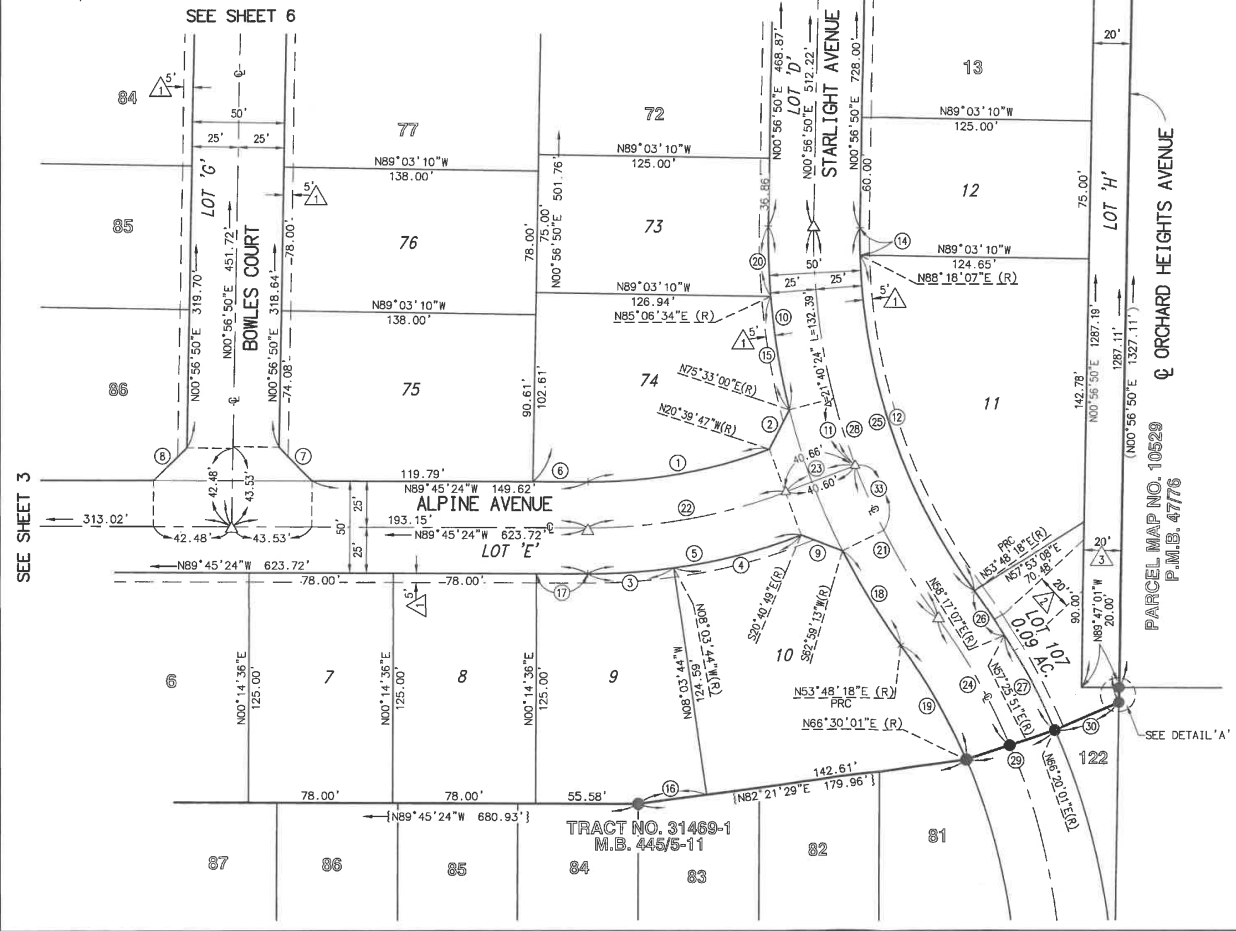 SEE SHEET 6
84
5'
1
50'
25'
25'
LOT 'G'
BOWLES COURT
N00°56'50"E 319.70'
N00°56'50"E 451.72'
N00°56'50"E 318.64'
78.00'
74.08'
5'
1
85
86
77
N89°03'10"W
138.00'
76
N89°03'10"W
138.00'
75
78.00'
75.00'
N00°56'50"E 501.76'
90.61'
102.61'
72
N89°03'10"W
125.00'
73
N89°03'10"W
126.94'
N85°06'34"E (R)
74
36.86'
20
10
15
5'
1
N75°33'00"E(R)
N20°39'47"W(R)
2
N00°56'50"E 468.87'
LOT 'D'
N00°56'50"E 512.22'
STARLIGHT AVENUE
N00°56'50"E 728.00'
60.00'
50'
25'
25'
Δ=21°40'24" L=132.39'
13
N89°03'10"W
125.00'
12
14
N89°03'10"W
124.65'
N88°18'07"E (R)
5'
1
11
25
12
11
28
20'
75.00'
LOT 'H'
142.78'
N00°56'50"E 1287.19'
1287.11'
(N00°56'50"E 1327.11')
℄ ORCHARD HEIGHTS AVENUE
PARCEL MAP NO. 10529
P.M.B. 47/76
SEE SHEET 3
8
7
42.48'
43.53'
42.48'
43.53'
313.02'
119.79'
N89°45'24"W 149.62'
6
1
ALPINE AVENUE
193.15'
N89°45'24"W 623.72'
LOT 'E'
50'
25'
25'
22
40.66'
23
40.60'
33
21
N89°45'24"W 623.72'
78.00'
78.00'
5'
1
17
3
5
4
9
18
6
N00°14'36"E
125.00'
7
N00°14'36"E
125.00'
8
N00°14'36"E
125.00'
9
N08°03'44"W
124.59'
N08°03'44"W(R)
S20°40'49"E(R)
S62°59'13"W(R)
10
N53°48'18"E (R)
PRC
N66°30'01"E (R)
19
24
N58°17'07"E(R)
N57°25'51"E(R)
26
27
N53°48'18"E(R)
PRC
N57°53'08"E
70.48'
20'
2
LOT 107
0.09 AC.
90.00'
N89°47'01"W
20.00'
20'
3
SEE DETAIL'A'
30
29
N66°20'01"E(R)
122
78.00'
78.00'
55.58'
16
142.61'
{N82°21'29"E 179.96'}
{N89°45'24"W 680.93'}
TRACT NO. 31469-1
M.B. 445/5-11
87
86
85
84
83
82
81